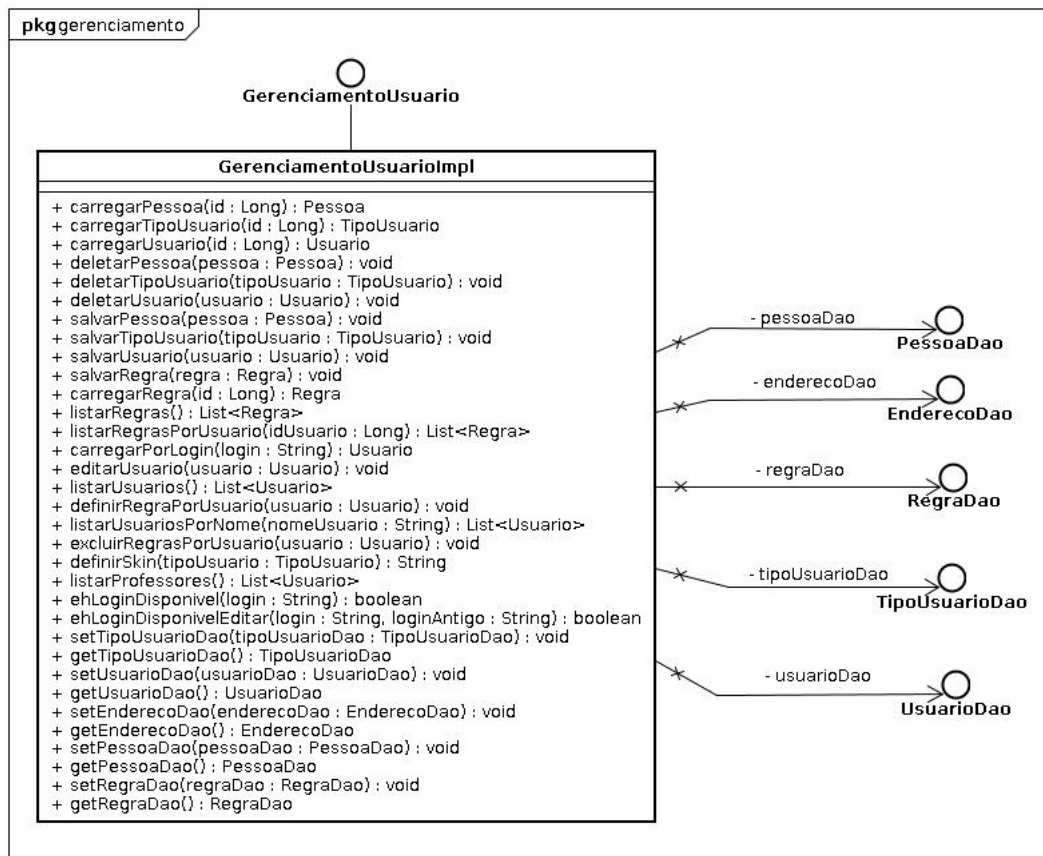 pkg gerenciamento
GerenciamentoUsuario
GerenciamentoUsuarioImpl
+ carregarPessoa(id : Long) : Pessoa
+ carregarTipoUsuario(id : Long) : TipoUsuario
+ carregarUsuario(id : Long) : Usuario
+ deletarPessoa(pessoa : Pessoa) : void
+ deletarTipoUsuario(tipoUsuario : TipoUsuario) : void
+ deletarUsuario(usuario : Usuario) : void
+ salvarPessoa(pessoa : Pessoa) : void
+ salvarTipoUsuario(tipoUsuario : TipoUsuario) : void
+ salvarUsuario(usuario : Usuario) : void
+ salvarRegra(regra : Regra) : void
+ carregarRegra(id : Long) : Regra
+ listarRegras() : List<Regra>
+ listarRegrasPorUsuario(idUsuario : Long) : List<Regra>
+ carregarPorLogin(login : String) : Usuario
+ editarUsuario(usuario : Usuario) : void
+ listarUsuarios() : List<Usuario>
+ definirRegraPorUsuario(usuario : Usuario) : void
+ listarUsuariosPorNome(nomeUsuario : String) : List<Usuario>
+ excluirRegrasPorUsuario(usuario : Usuario) : void
+ definirSkin(tipoUsuario : TipoUsuario) : String
+ listarProfessores() : List<Usuario>
+ ehLoginDisponivel(login : String) : boolean
+ ehLoginDisponivelEditar(login : String, loginAntigo : String) : boolean
+ setTipoUsuarioDao(tipoUsuarioDao : TipoUsuarioDao) : void
+ getTipoUsuarioDao() : TipoUsuarioDao
+ setUsuarioDao(usuarioDao : UsuarioDao) : void
+ getUsuarioDao() : UsuarioDao
+ setEnderecoDao(enderecoDao : EnderecoDao) : void
+ getEnderecoDao() : EnderecoDao
+ setPessoaDao(pessoaDao : PessoaDao) : void
+ getPessoaDao() : PessoaDao
+ setRegraDao(regraDao : RegraDao) : void
+ getRegraDao() : RegraDao
- pessoaDao
PessoaDao
- enderecoDao
EnderecoDao
- regraDao
RegraDao
- tipoUsuarioDao
TipoUsuarioDao
- usuarioDao
UsuarioDao